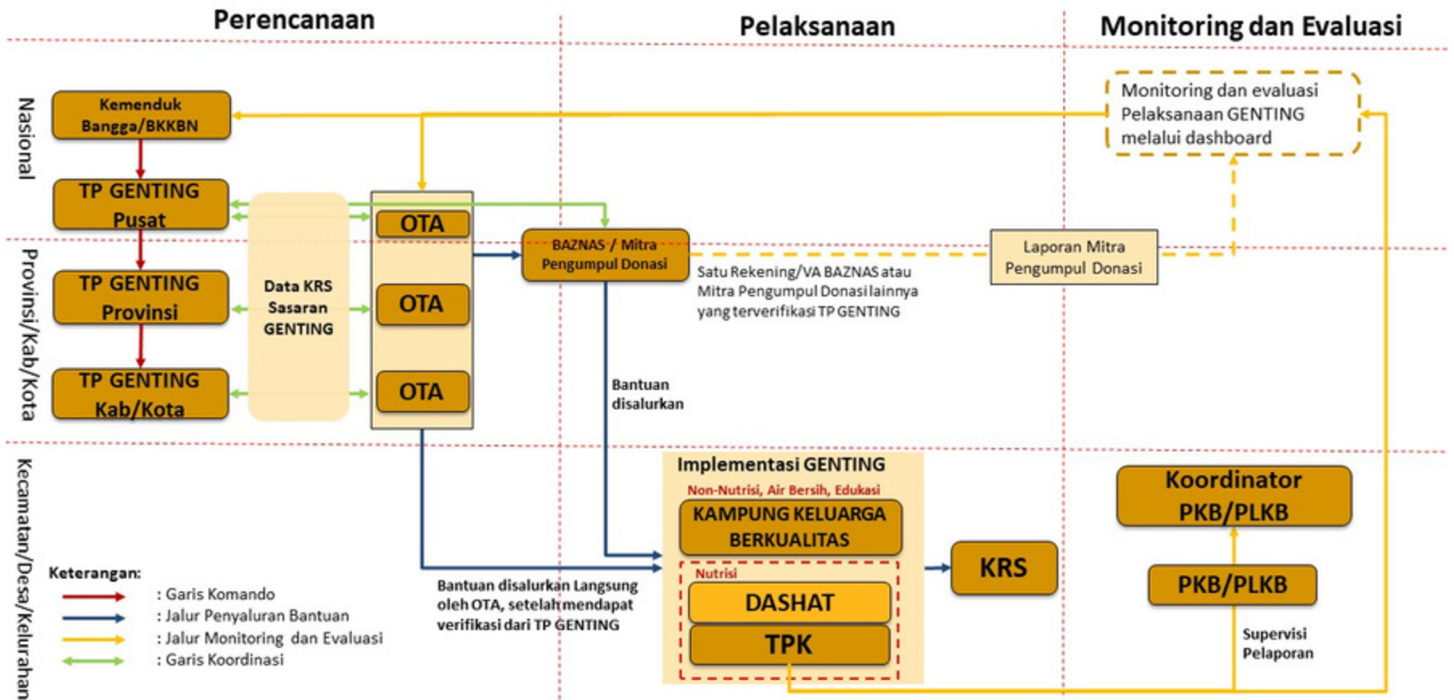 Perencanaan
Pelaksanaan
Monitoring dan Evaluasi
Nasional
Kemenduk
Bangga/BKKBN
TP GENTING
Pusat
OTA
Monitoring dan evaluasi
Pelaksanaan GENTING
melalui dashboard
Provinsi/Kab/Kota
TP GENTING
Provinsi
TP GENTING
Kab/Kota
Data KRS
Sasaran
GENTING
OTA
OTA
BAZNAS / Mitra
Pengumpul Donasi
Satu Rekening/VA BAZNAS atau
Mitra Pengumpul Donasi lainnya
yang terverifikasi TP GENTING
Laporan Mitra
Pengumpul Donasi
Bantuan
disalurkan
Kecamatan/Desa/Kelurahan
Keterangan:
: Garis Komando
: Jalur Penyaluran Bantuan
: Jalur Monitoring dan Evaluasi
: Garis Koordinasi
Bantuan disalurkan Langsung
oleh OTA, setelah mendapat
verifikasi dari TP GENTING
Implementasi GENTING
Non-Nutrisi, Air Bersih, Edukasi
KAMPUNG KELUARGA
BERKUALITAS
Nutrisi
DASHAT
TPK
KRS
Koordinator
PKB/PLKB
PKB/PLKB
Supervisi
Pelaporan